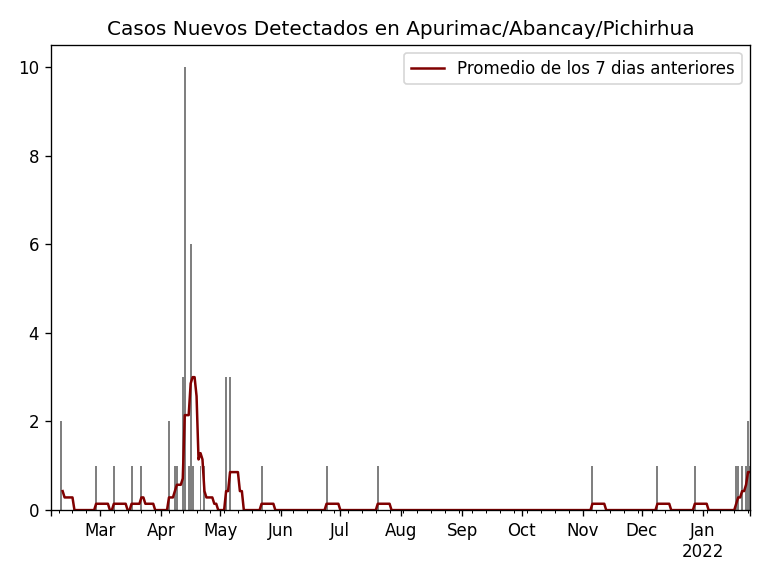 Casos Nuevos Detectados en Apurimac/Abancay/Pichirhua
Promedio de los 7 dias anteriores
10
8
6
4
2
0
Mar Apr May Jun Jul Aug Sep Oct Nov Dec Jan
2022